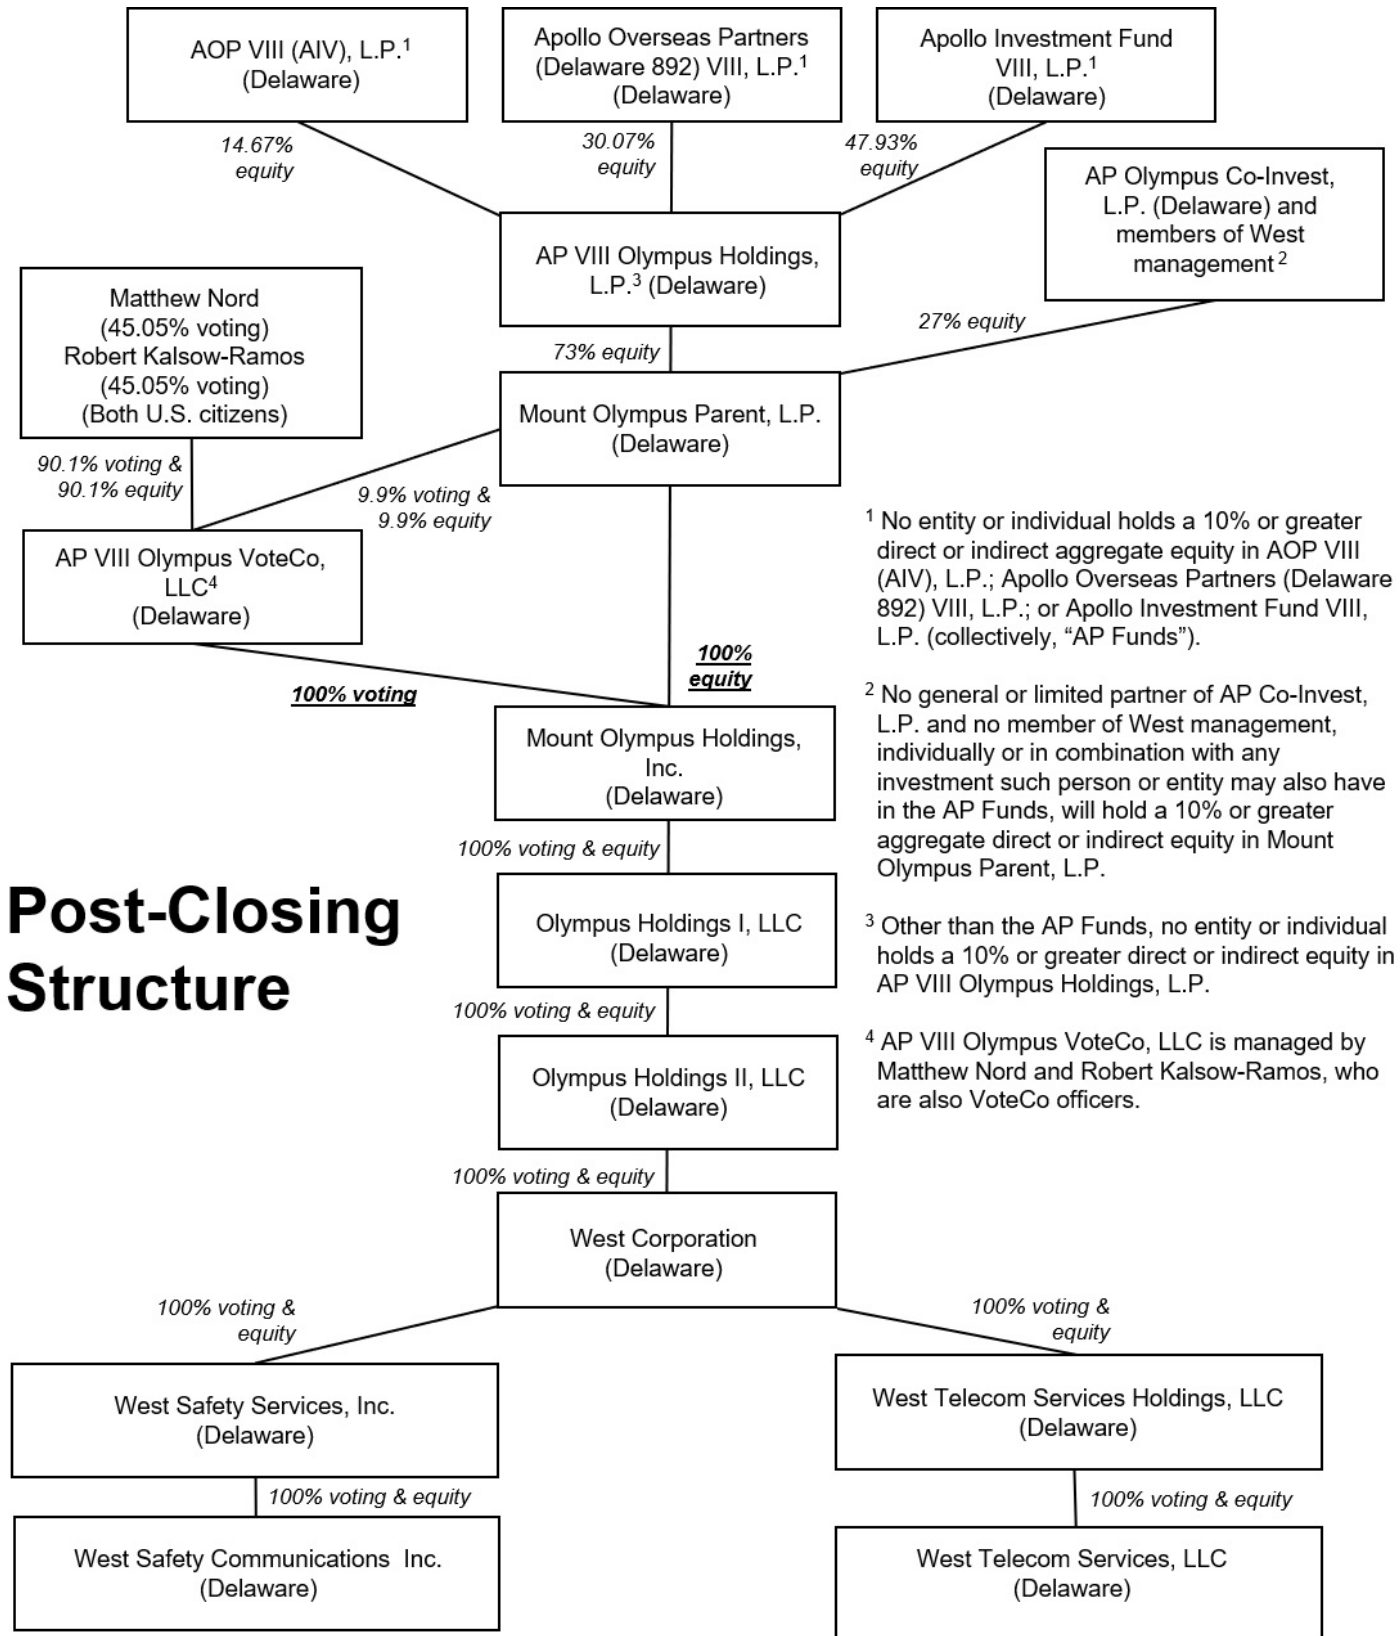 AOP VIII (AIV), L.P.1
(Delaware)
Apollo Overseas Partners
(Delaware 892) VIII, L.P.1
(Delaware)
Apollo Investment Fund
VIII, L.P.1
(Delaware)
14.67%
equity
30.07%
equity
47.93%
equity
AP Olympus Co-Invest,
L.P. (Delaware) and
members of West
management 2
AP VIII Olympus Holdings,
L.P.3 (Delaware)
Matthew Nord
(45.05% voting)
Robert Kalsow-Ramos
(45.05% voting)
(Both U.S. citizens)
27% equity
73% equity
Mount Olympus Parent, L.P.
(Delaware)
90.1% voting &
90.1% equity
9.9% voting &
9.9% equity
AP VIII Olympus VoteCo,
LLC4
(Delaware)
100% voting
100%
equity
Mount Olympus Holdings,
Inc.
(Delaware)
100% voting & equity
Olympus Holdings I, LLC
(Delaware)
100% voting & equity
Olympus Holdings II, LLC
(Delaware)
100% voting & equity
West Corporation
(Delaware)
100% voting &
equity
100% voting &
equity
West Safety Services, Inc.
(Delaware)
West Telecom Services Holdings, LLC
(Delaware)
100% voting & equity
100% voting & equity
West Safety Communications  Inc.
(Delaware)
West Telecom Services, LLC
(Delaware)
Post-Closing
Structure
1 No entity or individual holds a 10% or greater
direct or indirect aggregate equity in AOP VIII
(AIV), L.P.; Apollo Overseas Partners (Delaware
892) VIII, L.P.; or Apollo Investment Fund VIII,
L.P. (collectively, “AP Funds”).
2 No general or limited partner of AP Co-Invest,
L.P. and no member of West management,
individually or in combination with any
investment such person or entity may also have
in the AP Funds, will hold a 10% or greater
aggregate direct or indirect equity in Mount
Olympus Parent, L.P.
3 Other than the AP Funds, no entity or individual
holds a 10% or greater direct or indirect equity in
AP VIII Olympus Holdings, L.P.
4 AP VIII Olympus VoteCo, LLC is managed by
Matthew Nord and Robert Kalsow-Ramos, who
are also VoteCo officers.